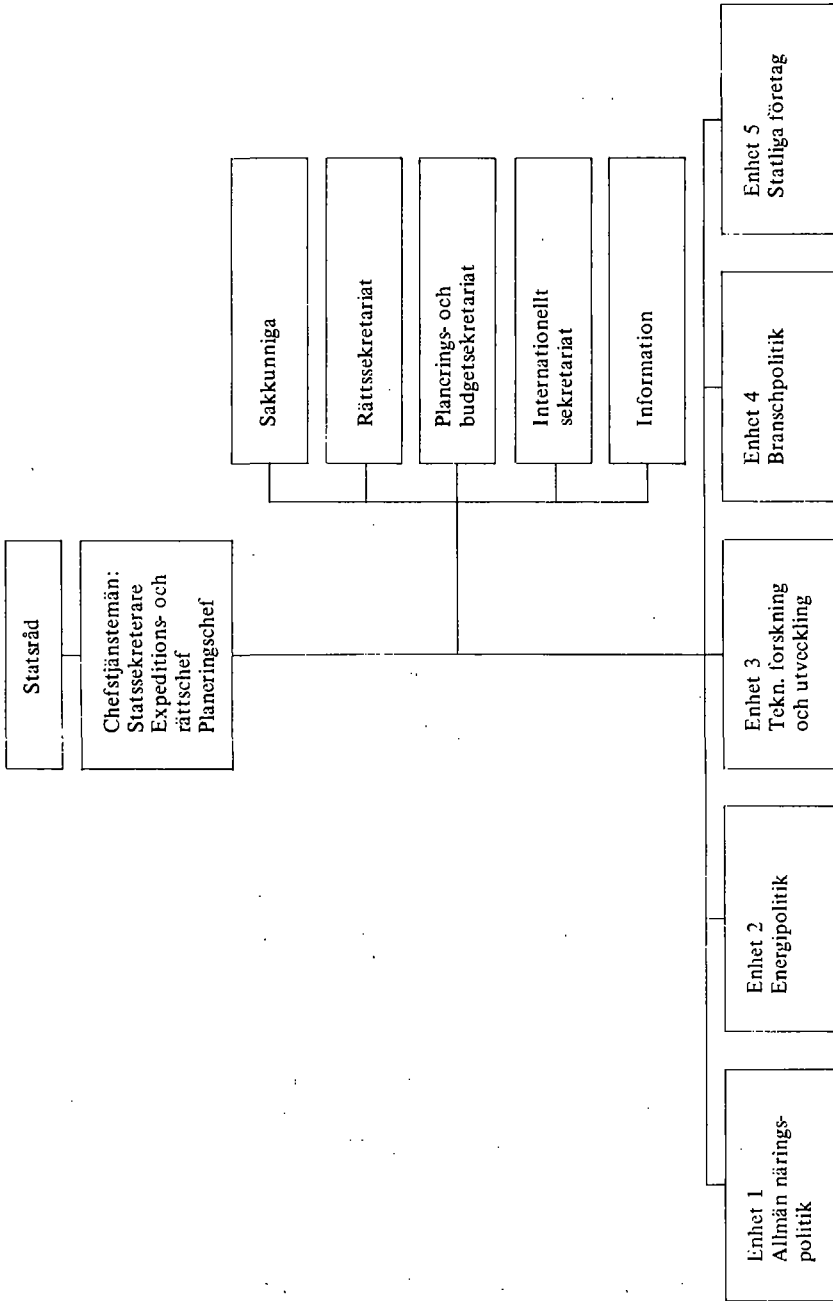 Statsråd
Chefstjänstemän:
Statssekreterare
Expeditions- och
rättschef
Planeringschef
Sakkunniga
Rättssekretariat
Planerings- och
budgetsekretariat
Internationellt
sekretariat
Information
Enhet 1
Allmän närings-
politik
Enhet 2
Energipolitik
Enhet 3
Tekn. forskning
och utveckling
Enhet 4
Branschpolitik
Enhet 5
Statliga företag